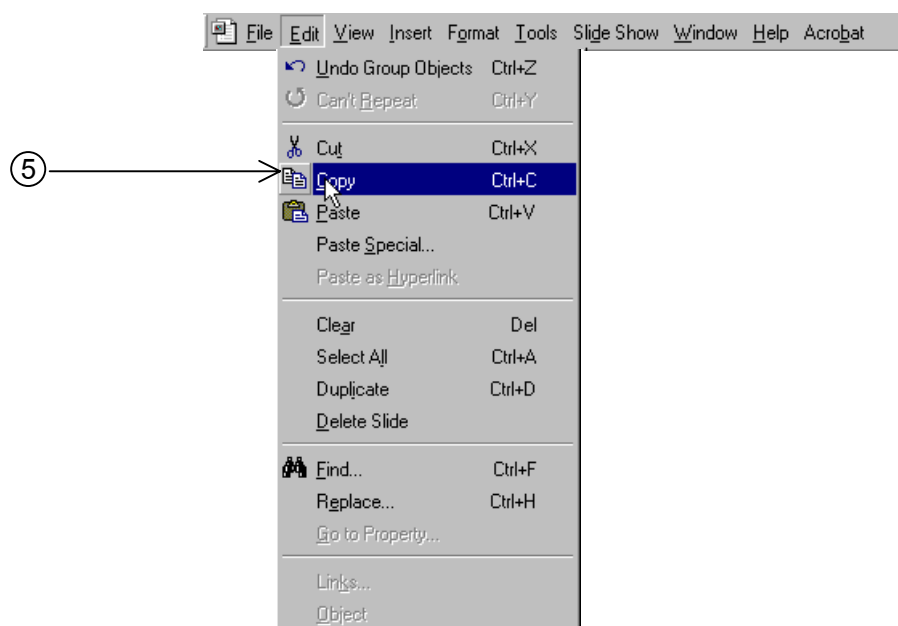 File Edit View Insert Format Tools Slide Show Window Help Acrobat
Undo Group Objects Ctrl+Z
Can't Repeat Ctrl+Y
Cut Ctrl+X
5 Copy Ctrl+C
Paste Ctrl+V
Paste Special...
Paste as Hyperlink
Clear Del
Select All Ctrl+A
Duplicate Ctrl+D
Delete Slide
Find... Ctrl+F
Replace... Ctrl+H
Go to Property...
Links...
Object